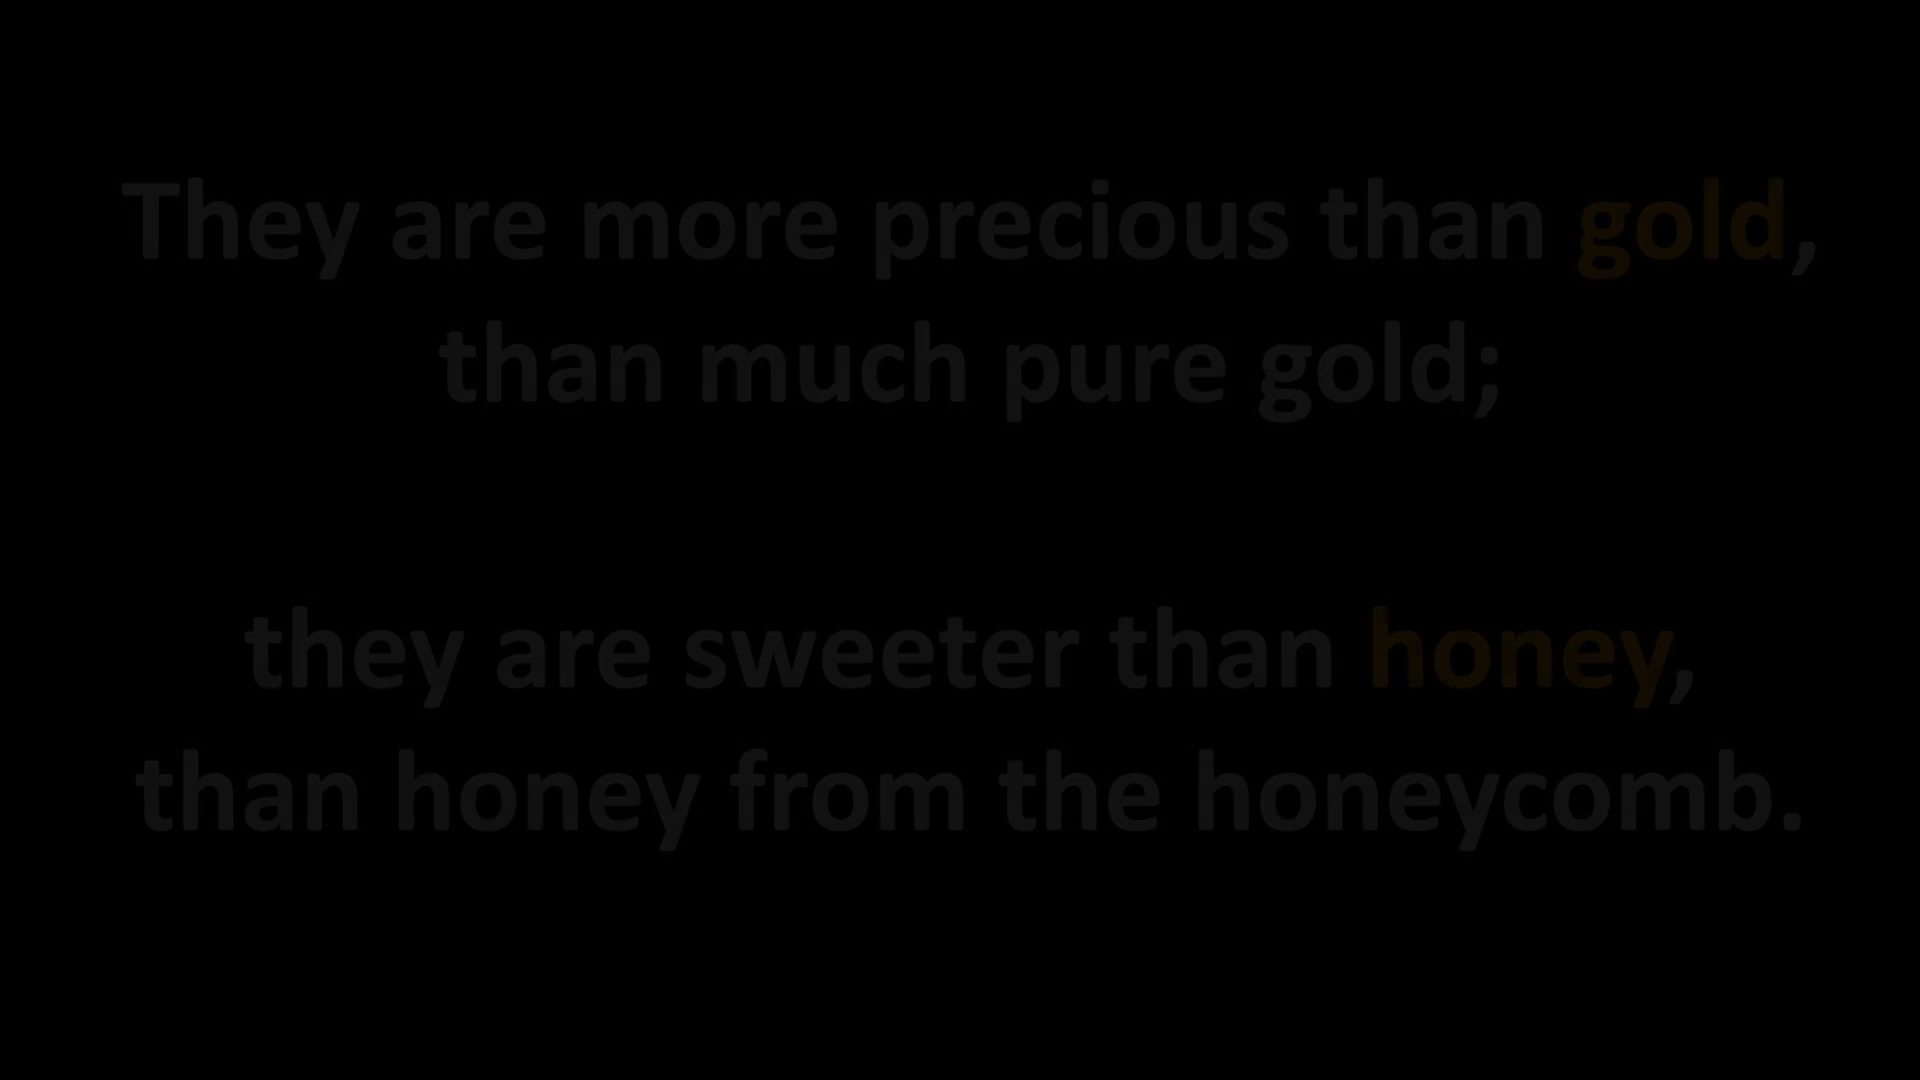 They are more precious than gold,
than much pure gold;
they are sweeter than honey,
than honey from the honeycomb.